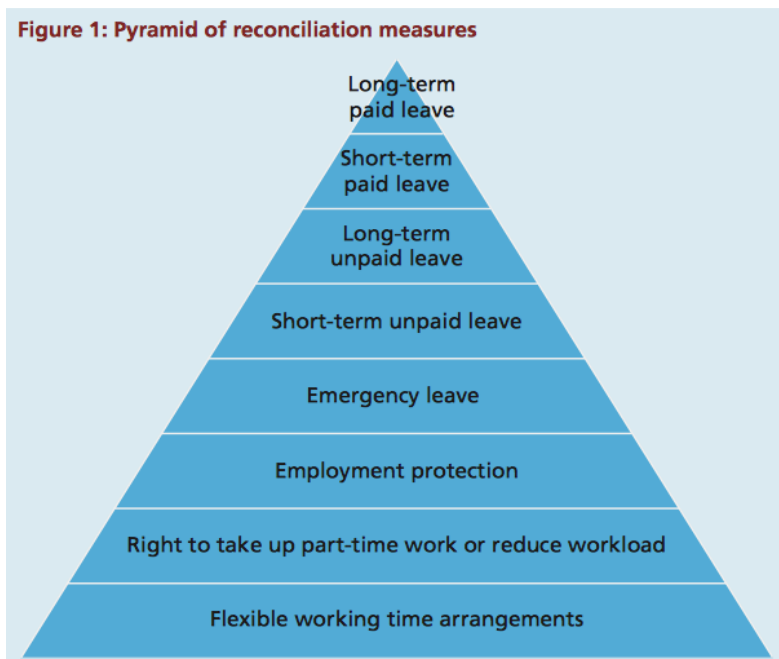 Figure 1: Pyramid of reconciliation measures
Long-term
paid leave
Short-term
paid leave
Long-term
unpaid leave
Short-term unpaid leave
Emergency leave
Employment protection
Right to take up part-time work or reduce workload
Flexible working time arrangements